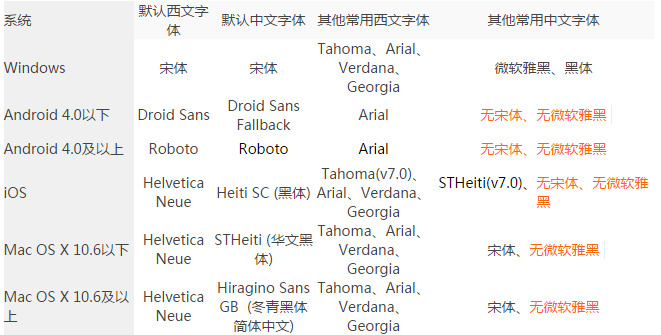 系统 默认西文字体 默认中文字体 其他常用西文字体 其他常用中文字体
Windows 宋体 宋体 Tahoma、Arial、Verdana、Georgia 微软雅黑、黑体
Android 4.0以下 Droid Sans Droid Sans Fallback Arial 无宋体、无微软雅黑
Android 4.0及以上 Roboto Roboto Arial 无宋体、无微软雅黑
iOS Helvetica Neue Heiti SC (黑体) Tahoma(v7.0)、Arial、Verdana、Georgia STHeiti(v7.0)、无宋体、无微软雅黑
Mac OS X 10.6以下 Helvetica Neue STHeiti (华文黑体) Tahoma、Arial、Verdana、Georgia 宋体、无微软雅黑
Mac OS X 10.6及以上 Helvetica Neue Hiragino Sans GB (冬青黑体简体中文) Tahoma、Arial、Verdana、Georgia 宋体、无微软雅黑